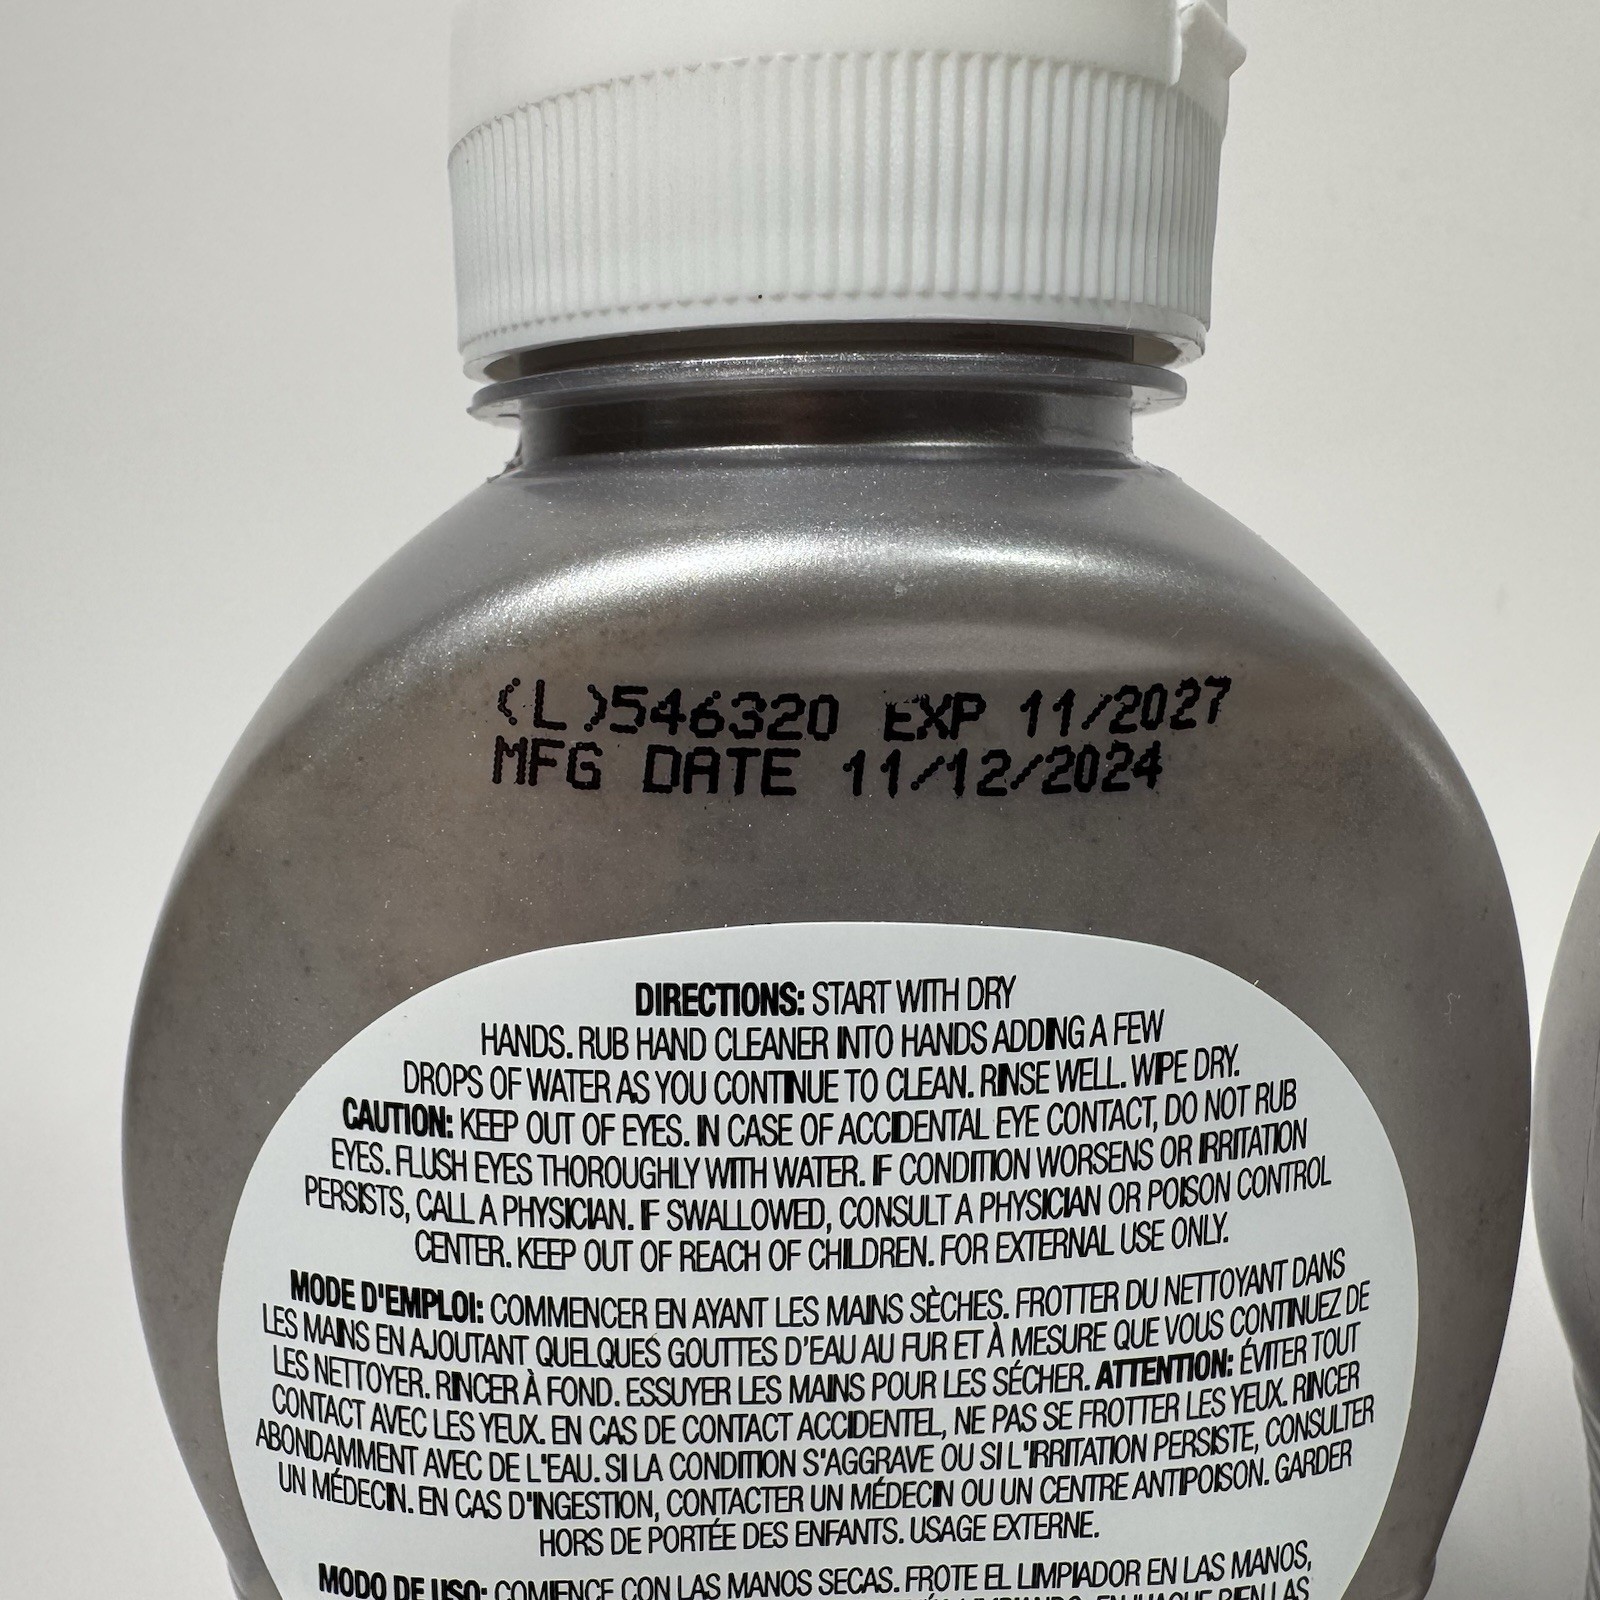 (L)546320 EXP 11/2027
MFG DATE 11/12/2024
DIRECTIONS: START WITH DRY
HANDS. RUB HAND CLEANER INTO HANDS ADDING A FEW
DROPS OF WATER AS YOU CONTINUE TO CLEAN. RINSE WELL. WIPE DRY.
CAUTION: KEEP OUT OF EYES. IN CASE OF ACCIDENTAL EYE CONTACT, DO NOT RUB
EYES. FLUSH EYES THOROUGHLY WITH WATER. IF CONDITION WORSENS OR IRRITATION
PERSISTS, CALL A PHYSICIAN. IF SWALLOWED, CONSULT A PHYSICIAN OR POISON CONTROL
CENTER. KEEP OUT OF REACH OF CHILDREN. FOR EXTERNAL USE ONLY.
MODE D'EMPLOI: COMMENCER EN AYANT LES MAINS SÈCHES. FROTTER DU NETTOYANT DANS
LES MAINS EN AJOUTANT QUELQUES GOUTTES D'EAU AU FUR ET À MESURE QUE VOUS CONTINUEZ DE
LES NETTOYER. RINCER À FOND. ESSUYER LES MAINS POUR LES SÉCHER. ATTENTION: ÉVITER TOUT
CONTACT AVEC LES YEUX. EN CAS DE CONTACT ACCIDENTEL, NE PAS SE FROTTER LES YEUX. RINCER
ABONDAMMENT AVEC DE L'EAU. SI LA CONDITION S'AGGRAVE OU SI L'IRRITATION PERSISTE, CONSULTER
UN MÉDECIN. EN CAS D'INGESTION, CONTACTER UN MÉDECIN OU UN CENTRE ANTIPOISON. GARDER
HORS DE PORTÉE DES ENFANTS. USAGE EXTERNE.
MODO DE USO: COMIENCE CON LAS MANOS SECAS. FROTE EL LIMPIADOR EN LAS MANOS,